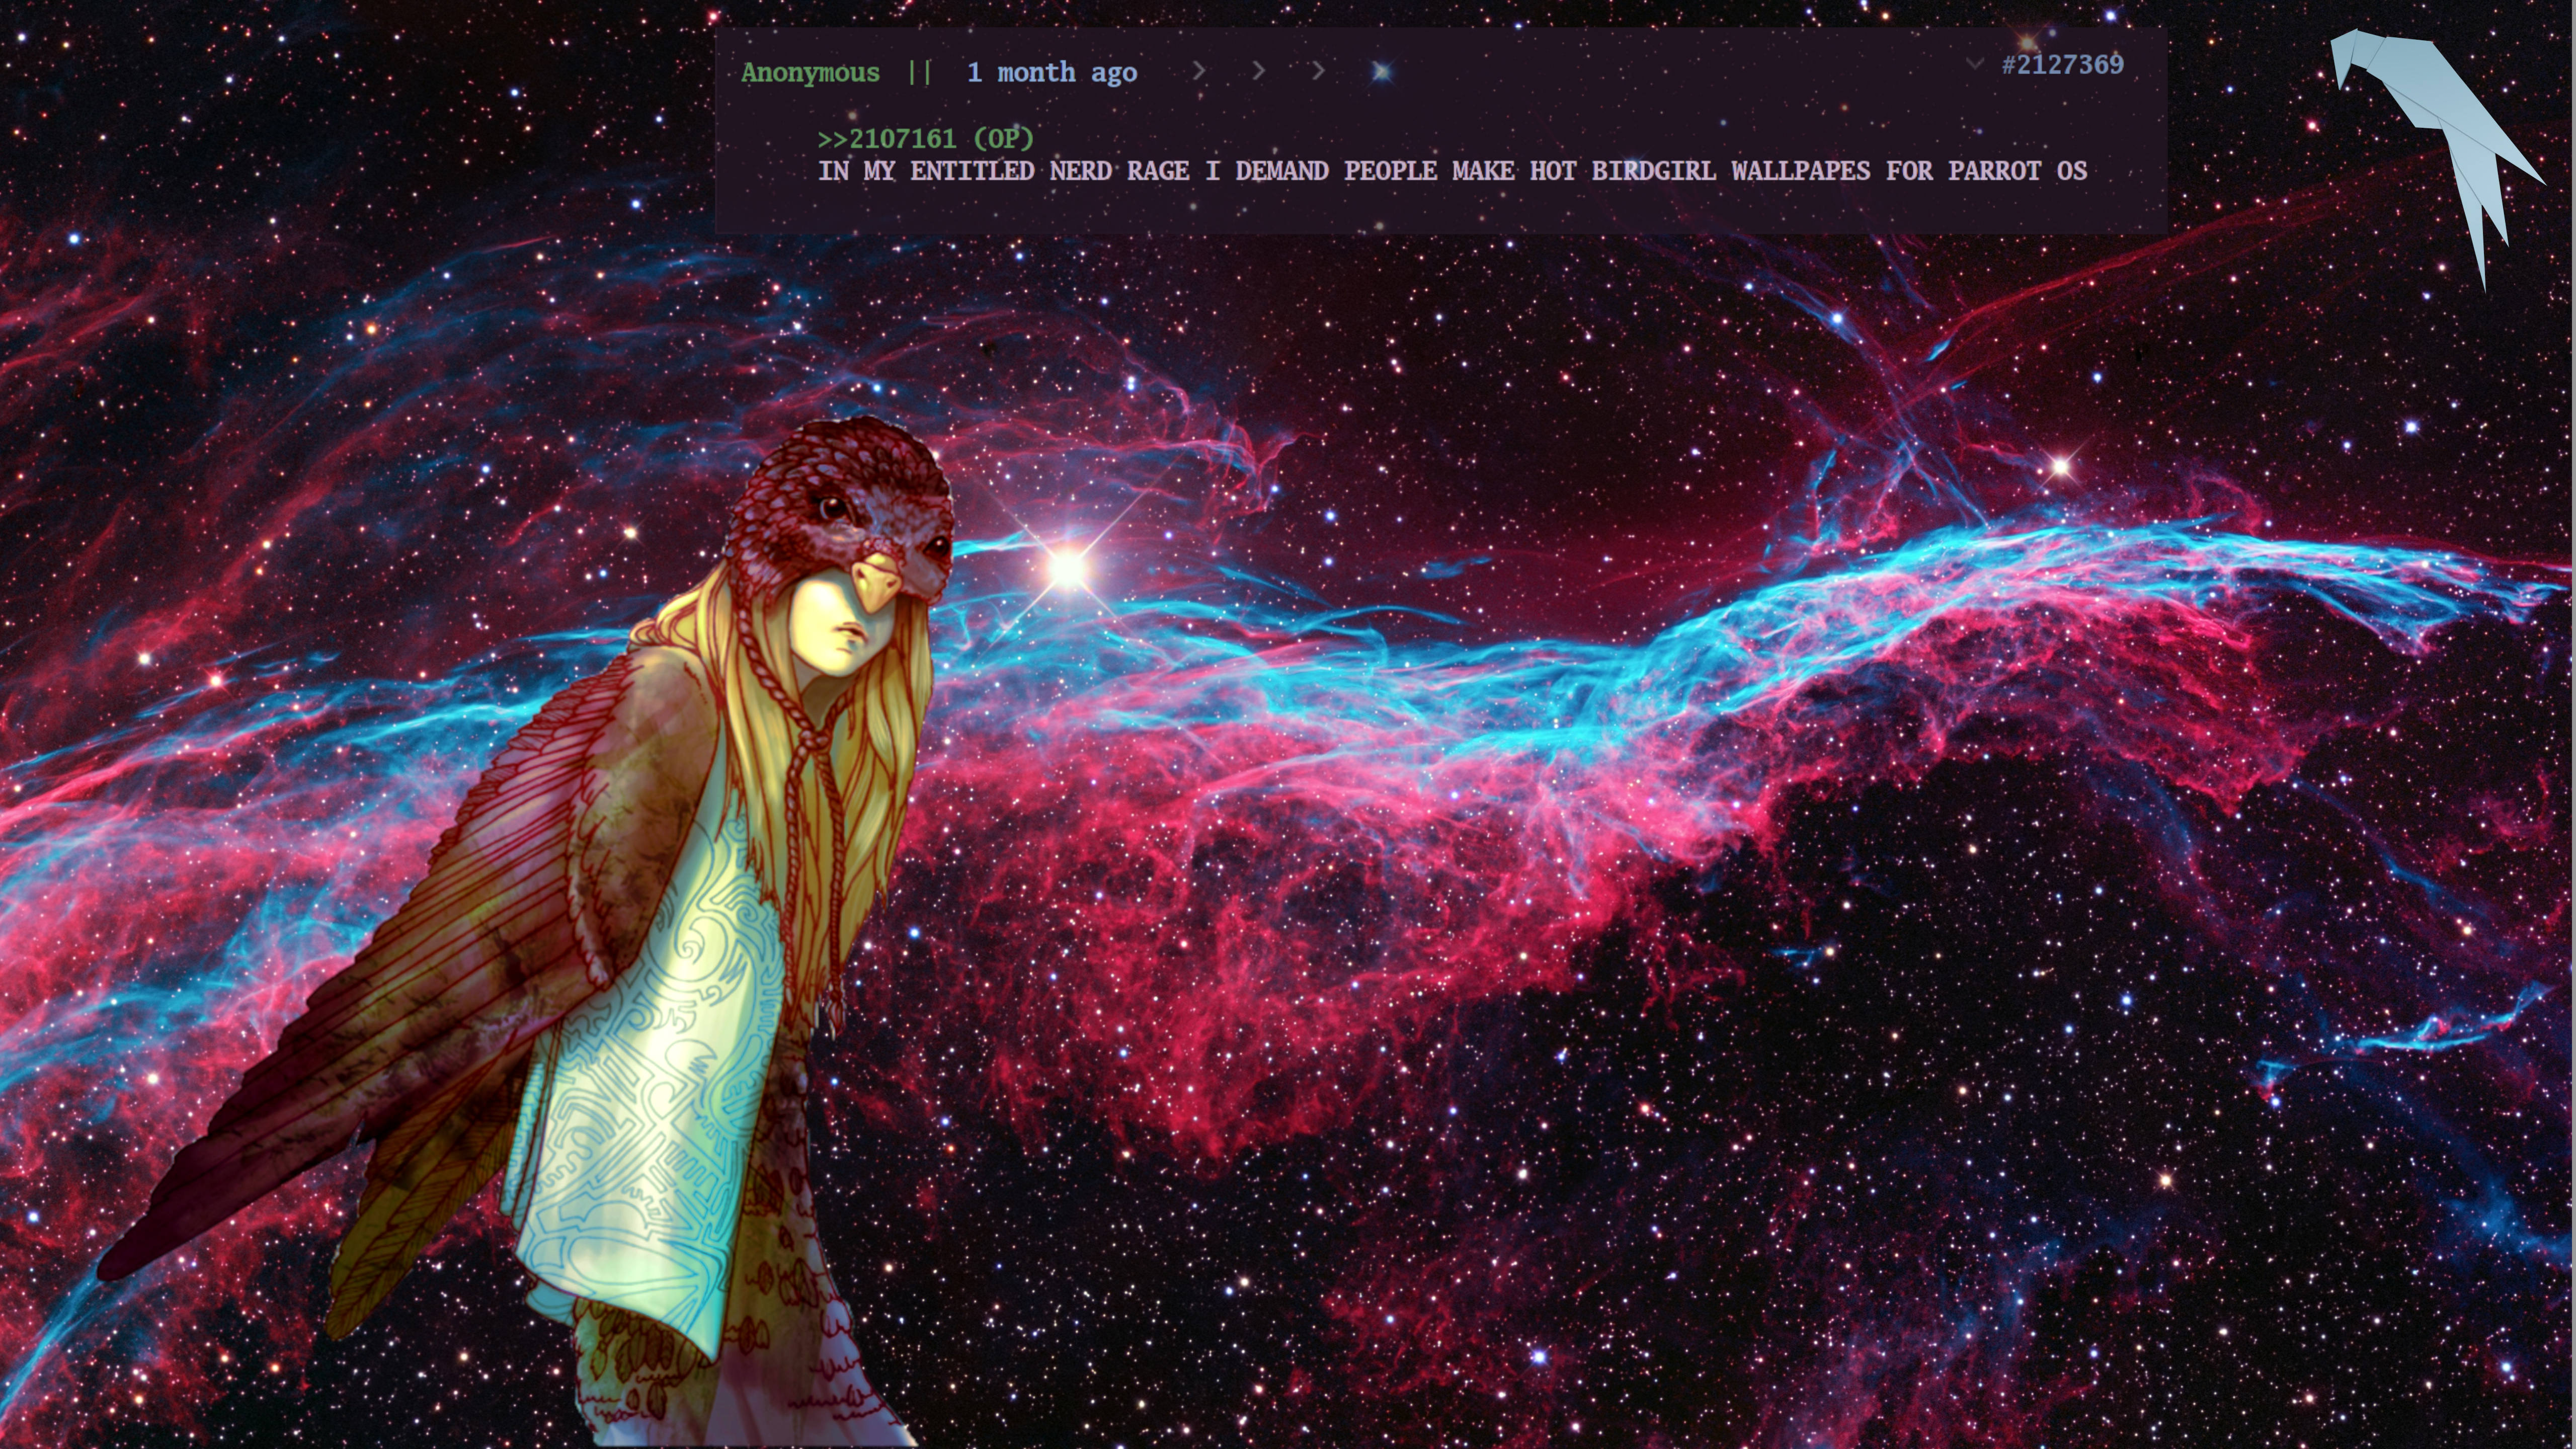 Anonymous || 1 month ago > > > > #2127369
>>2107161 (OP)
IN MY ENTITLED NERD RAGE I DEMAND PEOPLE MAKE HOT BIRDGIRL WALLPAPES FOR PARROT OS